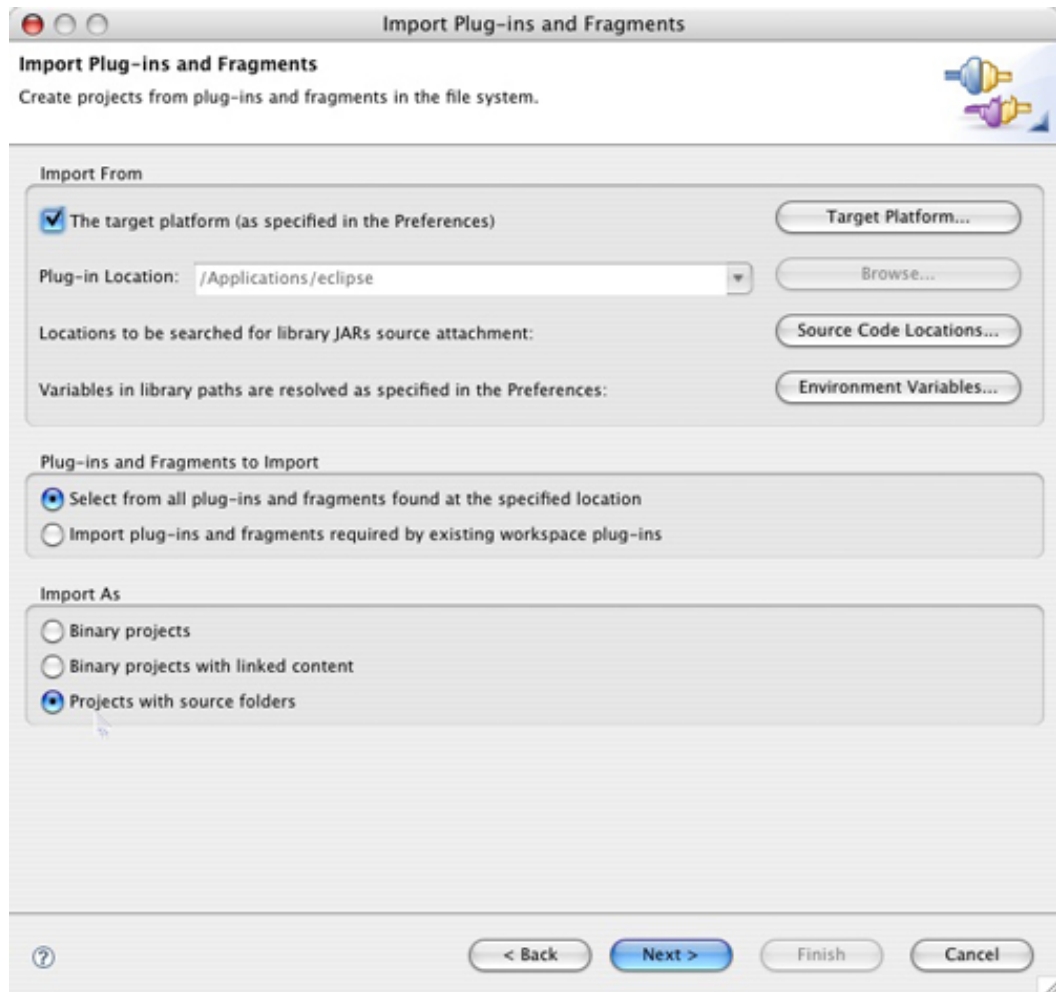 Import Plug-ins and Fragments
Import Plug-ins and Fragments
Create projects from plug-ins and fragments in the file system.
Import From
The target platform (as specified in the Preferences)
Target Platform...
Plug-in Location:
/Applications/eclipse
Browse...
Locations to be searched for library JARs source attachment:
Source Code Locations...
Variables in library paths are resolved as specified in the Preferences:
Environment Variables...
Plug-ins and Fragments to Import
Select from all plug-ins and fragments found at the specified location
Import plug-ins and fragments required by existing workspace plug-ins
Import As
Binary projects
Binary projects with linked content
Projects with source folders
?
< Back
Next >
Finish
Cancel